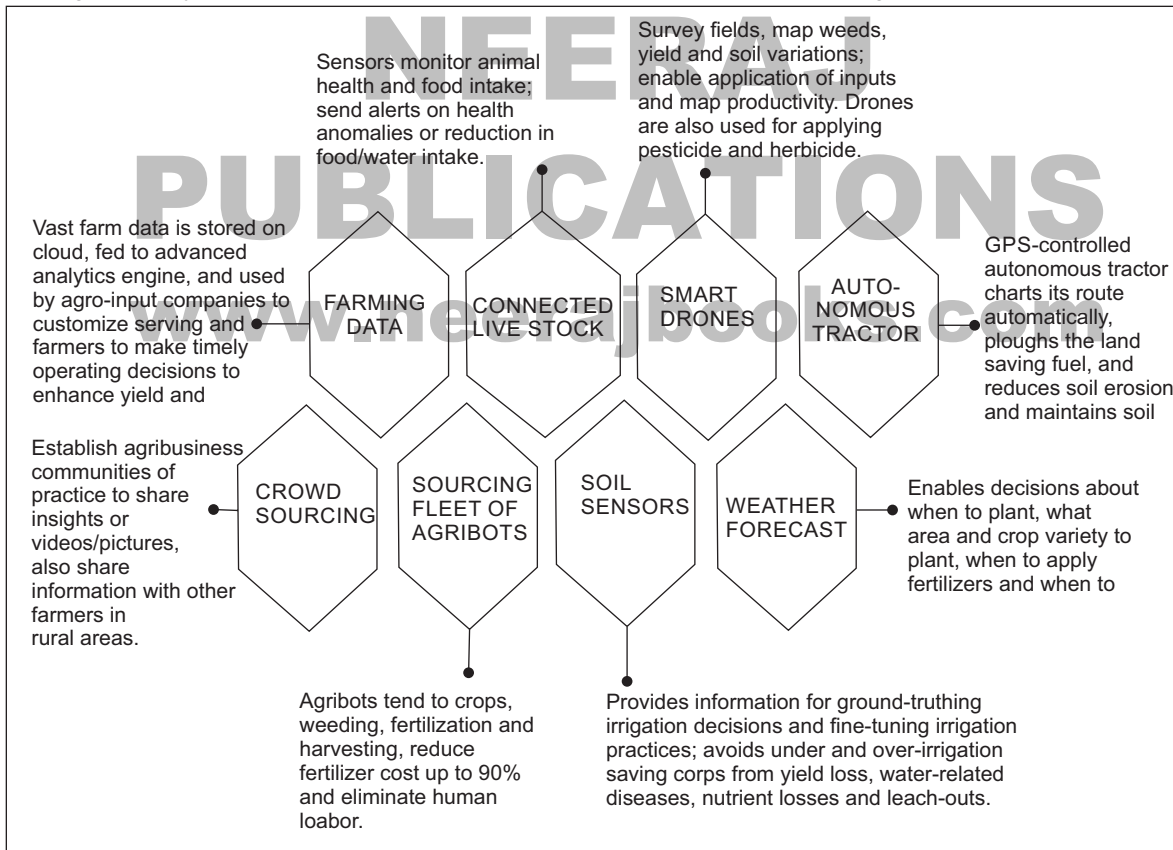 NEERAJ
PUBLICATIONS
www.neerajbooks.com
Sensors monitor animal
health and food intake;
send alerts on health
anomalies or reduction in
food/water intake.
Survey fields, map weeds,
yield and soil variations;
enable application of inputs
and map productivity. Drones
are also used for applying
pesticide and herbicide.
Vast farm data is stored on
cloud, fed to advanced
analytics engine, and used
by agro-input companies to
customize serving and
farmers to make timely
operating decisions to
enhance yield and
FARMING
DATA
CONNECTED
LIVE STOCK
SMART
DRONES
AUTO-
NOMOUS
TRACTOR
GPS-controlled
autonomous tractor
charts its route
automatically,
ploughs the land
saving fuel, and
reduces soil erosion
and maintains soil
Establish agribusiness
communities of
practice to share
insights or
videos/pictures,
also share
information with other
farmers in
rural areas.
CROWD
SOURCING
SOURCING
FLEET OF
AGRIBOTS
SOIL
SENSORS
WEATHER
FORECAST
Enables decisions about
when to plant, what
area and crop variety to
plant, when to apply
fertilizers and when to
Agribots tend to crops,
weeding, fertilization and
harvesting, reduce
fertilizer cost up to 90%
and eliminate human
loabor.
Provides information for ground-truthing
irrigation decisions and fine-tuning irrigation
practices; avoids under and over-irrigation
saving corps from yield loss, water-related
diseases, nutrient losses and leach-outs.